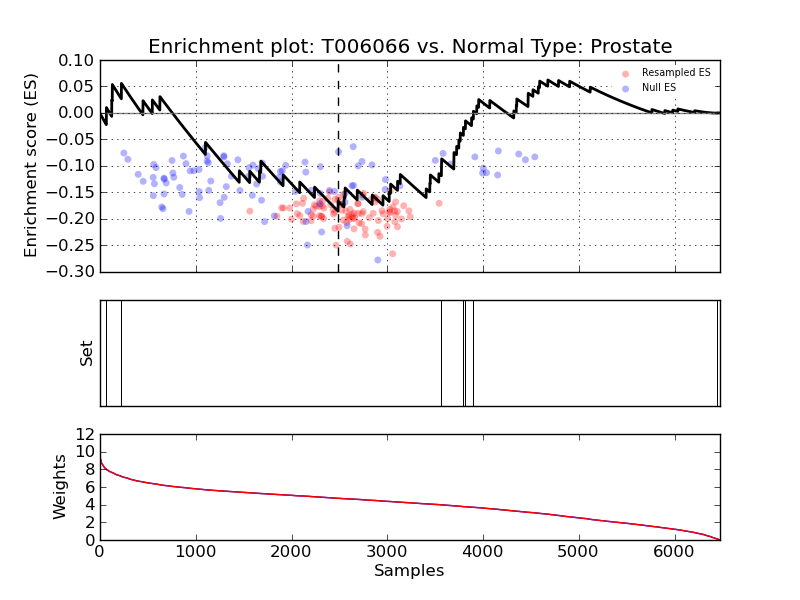 Enrichment plot: T006066 vs. Normal Type: Prostate
Enrichment score (ES)
0.10
0.05
0.00
−0.05
−0.10
−0.15
−0.20
−0.25
−0.30
Resampled ES
Null ES
Set
Weights
12
10
8
6
4
2
0
0 1000 2000 3000 4000 5000 6000
Samples